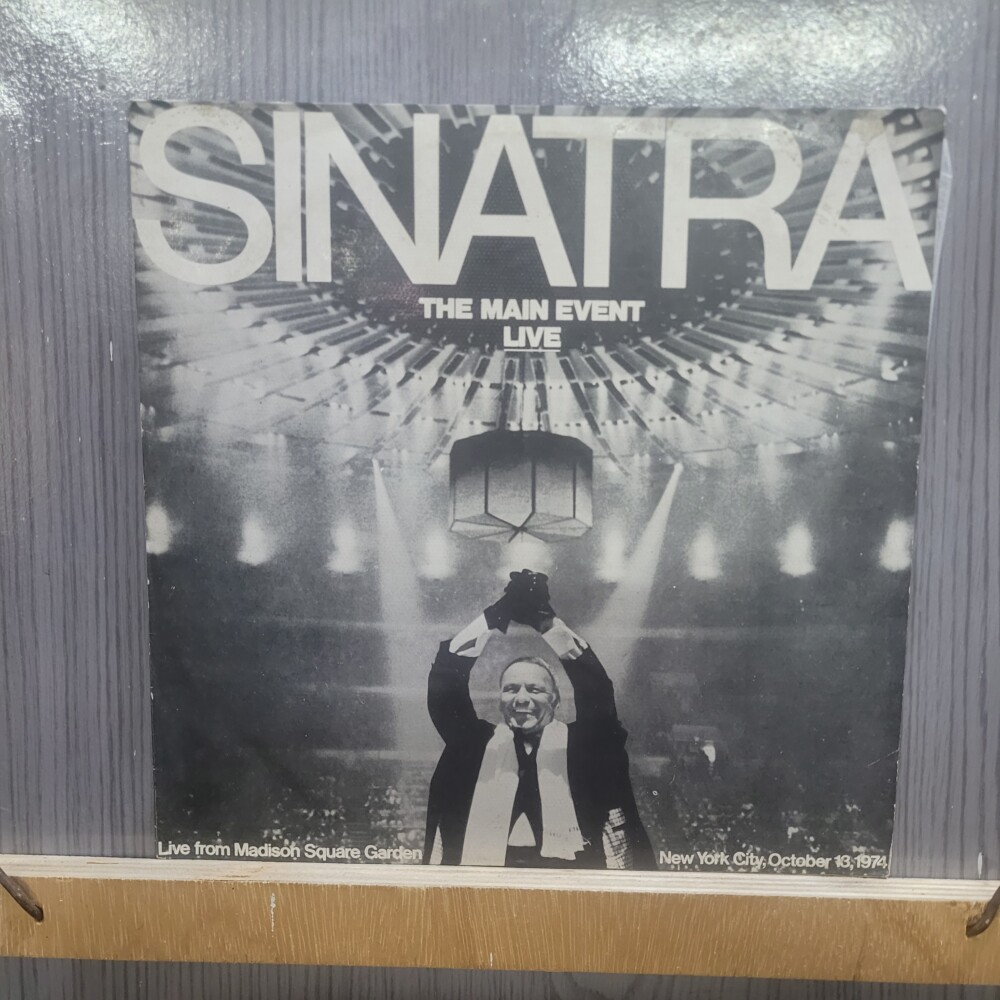 SINATRA
THE MAIN EVENT
LIVE
Live from Madison Square Garden
New York City, October 13, 1974